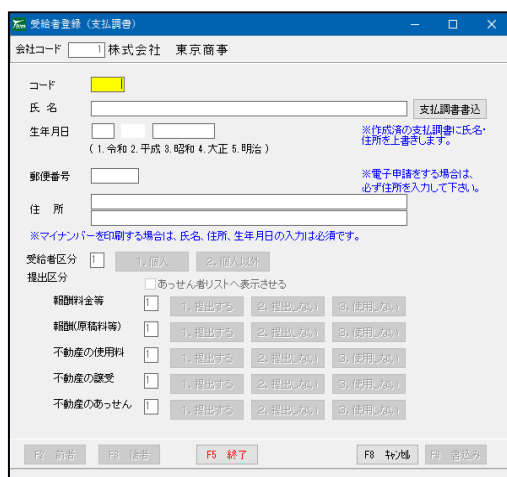 Tam 受給者登録（支払調書）
会社コード 1 株式会社 東京商事
コード
氏 名 支払調書書込
生年月日 ※作成済の支払調書に氏名・
住所を上書きします。
(1.令和 2.平成 3.昭和 4.大正 5.明治)
郵便番号 ※電子申請をする場合は、
必ず住所を入力して下さい。
住 所
※マイナンバーを印刷する場合は、氏名、住所、生年月日の入力は必須です。
受給者区分 1 1.個人 2.個人以外
提出区分 あっせん者リストへ表示させる
報酬料金等 1 1.提出する 2.提出しない 3.使用しない
報酬(原稿料等) 1 1.提出する 2.提出しない 3.使用しない
不動産の使用料 1 1.提出する 2.提出しない 3.使用しない
不動産の譲受 1 1.提出する 2.提出しない 3.使用しない
不動産のあっせん 1 1.提出する 2.提出しない 3.使用しない
F2 前者 F3 後者 F5 終了 F8 ｷｬﾝｾﾙ F9 書込み